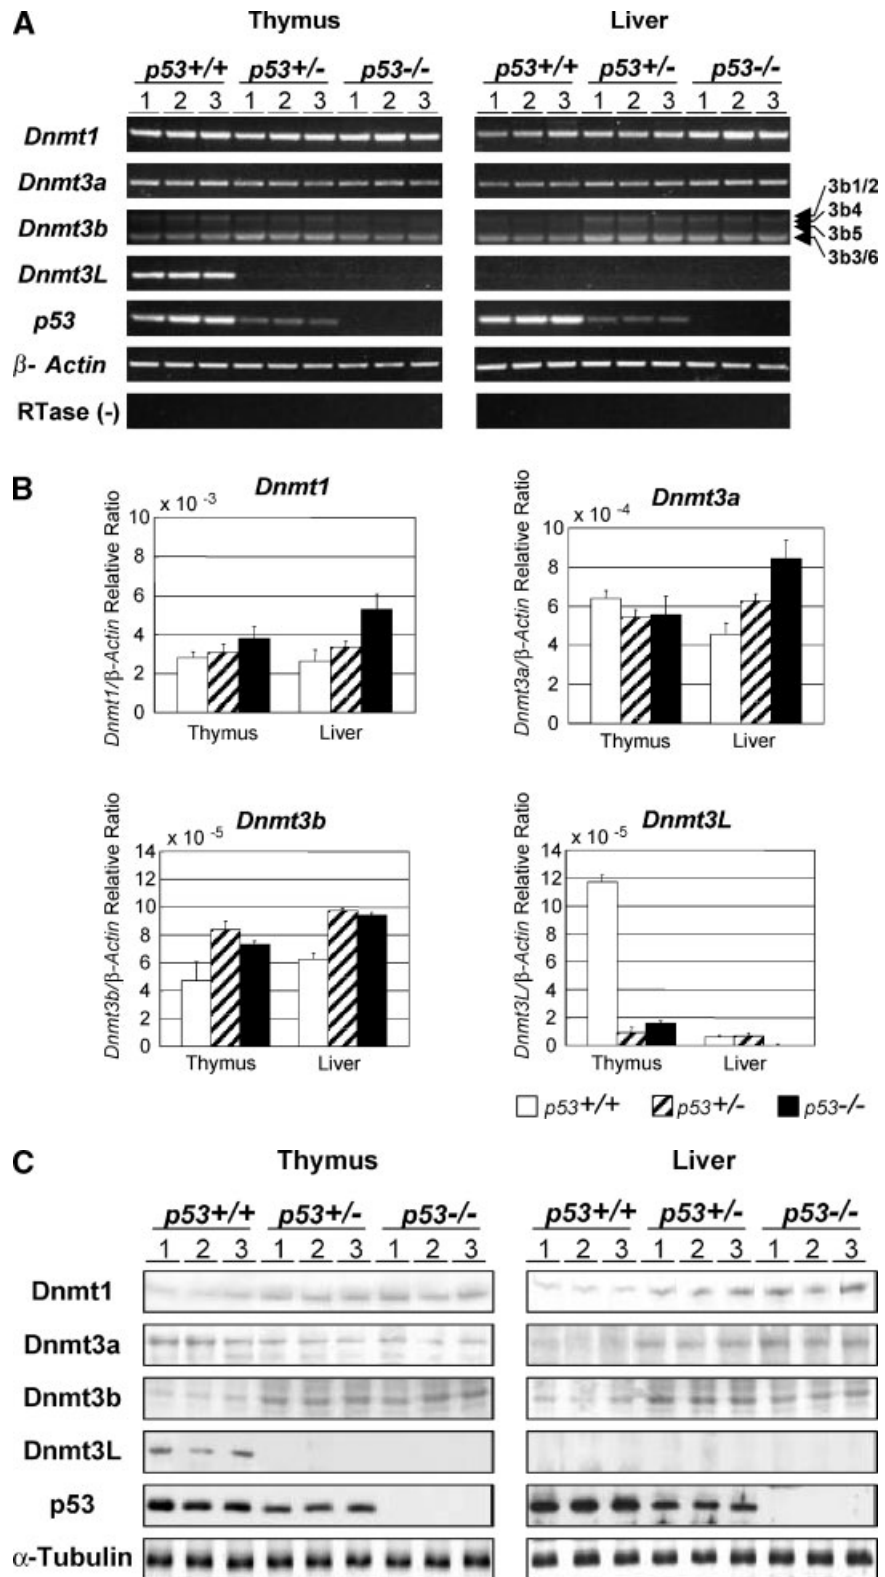 A
Thymus Liver
p53+/+ p53+/- p53-/- p53+/+ p53+/- p53-/-
1 2 3 1 2 3 1 2 3 1 2 3 1 2 3 1 2 3
Dnmt1
Dnmt3a
Dnmt3b
3b1/2
3b4
3b5
3b3/6
Dnmt3L
p53
β- Actin
RTase (-)
B
Dnmt1
x 10 -3
Dnmt1/β-Actin Relative Ratio
10
8
6
4
2
0
Thymus Liver
Dnmt3a
x 10 -4
Dnmt3a/β-Actin Relative Ratio
10
8
6
4
2
0
Thymus Liver
Dnmt3b
x 10 -5
Dnmt3b/β-Actin Relative Ratio
14
12
10
8
6
4
2
0
Thymus Liver
Dnmt3L
x 10 -5
Dnmt3L/β-Actin Relative Ratio
14
12
10
8
6
4
2
0
Thymus Liver
p53+/+ p53+/- p53-/-
C
Thymus Liver
p53+/+ p53+/- p53-/- p53+/+ p53+/- p53-/-
1 2 3 1 2 3 1 2 3 1 2 3 1 2 3 1 2 3
Dnmt1
Dnmt3a
Dnmt3b
Dnmt3L
p53
α-Tubulin